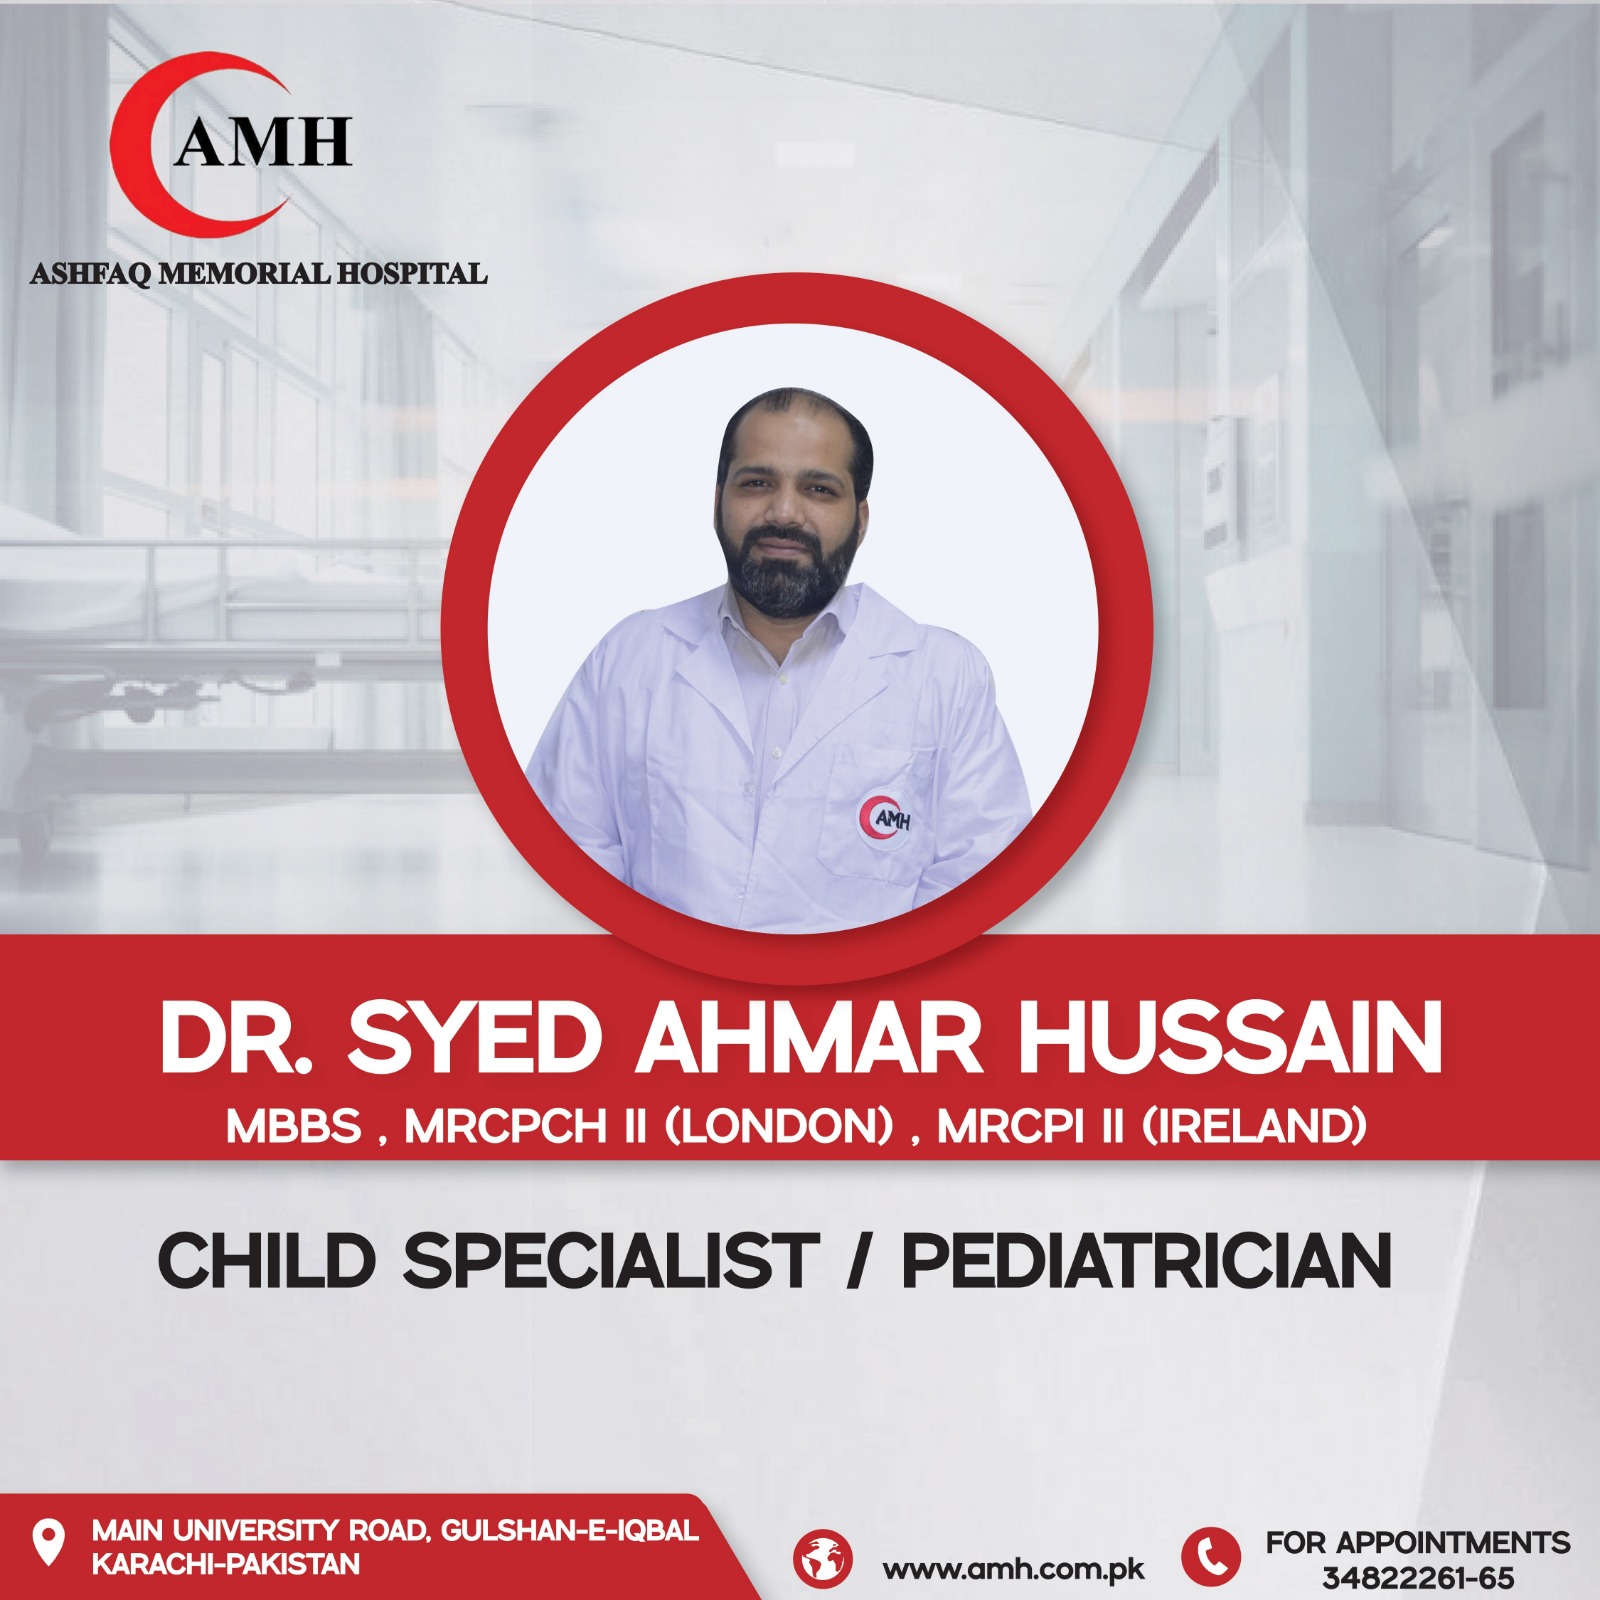 AMH
ASHFAQ MEMORIAL HOSPITAL
AMH
DR. SYED AHMAR HUSSAIN
MBBS , MRCPCH II (LONDON) , MRCPI II (IRELAND)
CHILD SPECIALIST / PEDIATRICIAN
MAIN UNIVERSITY ROAD, GULSHAN-E-IQBAL
KARACHI-PAKISTAN
www.amh.com.pk
FOR APPOINTMENTS
34822261-65